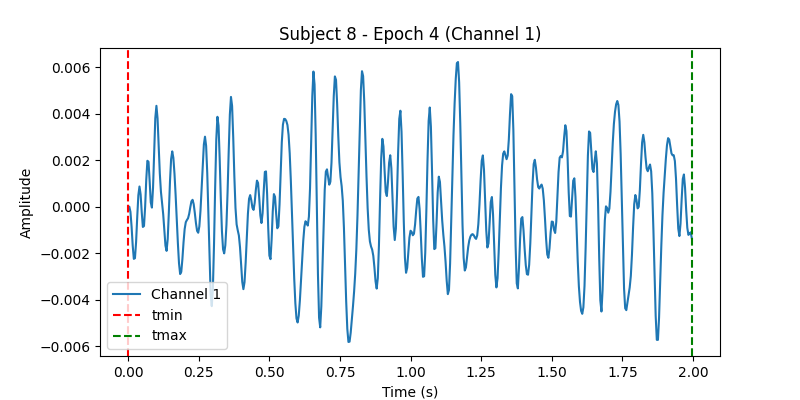 Subject 8 - Epoch 4 (Channel 1)
Amplitude
0.006
0.004
0.002
0.000
−0.002
−0.004
−0.006
Channel 1
tmin
tmax
0.00 0.25 0.50 0.75 1.00 1.25 1.50 1.75 2.00
Time (s)